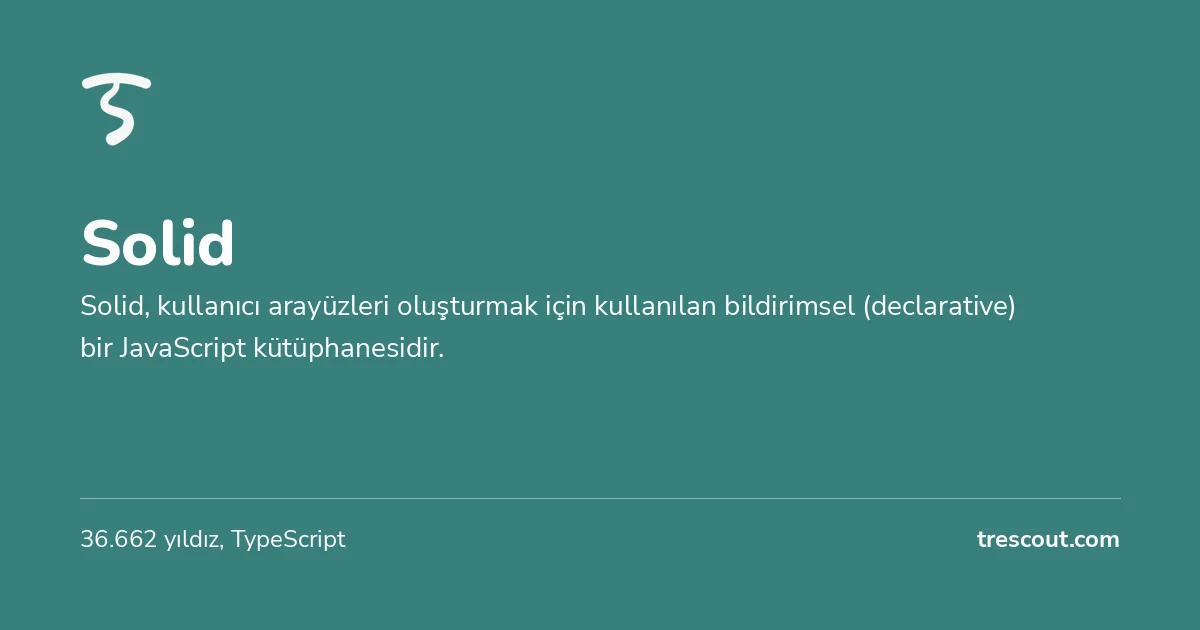 Solid
Solid, kullanıcı arayüzleri oluşturmak için kullanılan bildirimsel (declarative)
bir JavaScript kütüphanesidir.
36.662 yıldız, TypeScript
trescout.com